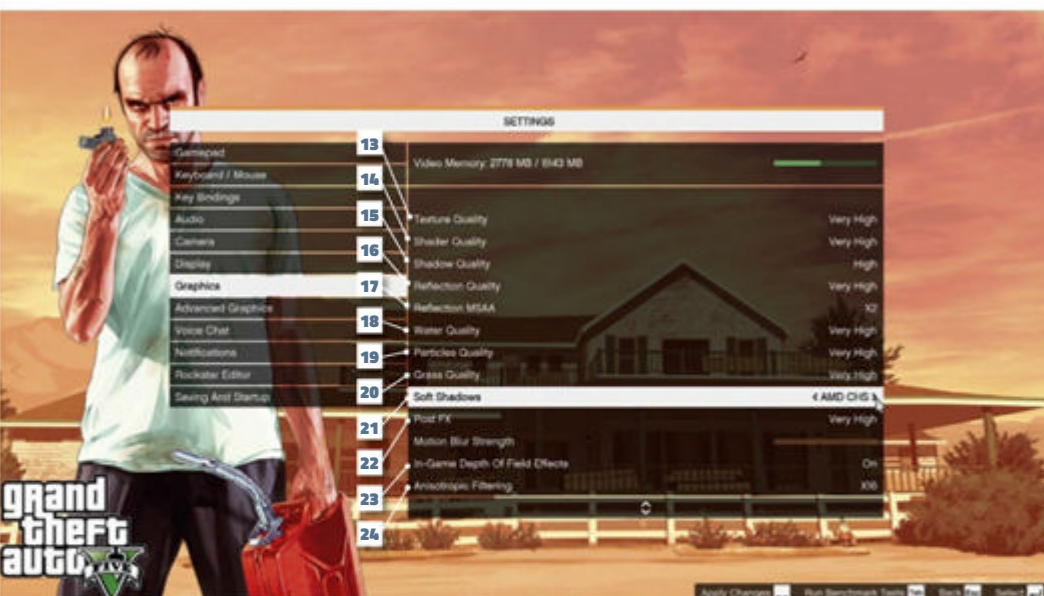 SETTINGS
Gamepad
Keyboard / Mouse
Key Bindings
Audio
Camera
Display
Graphics
Advanced Graphics
Voice Chat
Notifications
Rockstar Editor
Saving And Startup
13
14
15
16
17
18
19
20
21
22
23
24
Video Memory: 2778 MB / 8143 MB
Texture Quality Very High
Shader Quality Very High
Shadow Quality High
Reflection Quality Very High
Reflection MSAA X2
Water Quality Very High
Particles Quality Very High
Grass Quality Very High
Soft Shadows AMD CHS
Post FX Very High
Motion Blur Strength
In-Game Depth Of Field Effects On
Anisotropic Filtering X16
grand
theft
auto
FIVE
Apply Changes Run Benchmark Tests Tab Back Esc Select